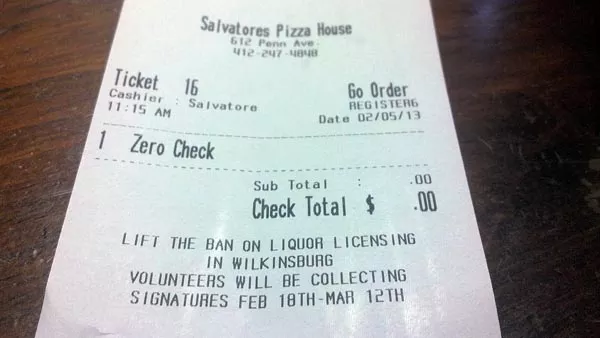 Salvatores Pizza House
612 Penn Ave.
412-247-4848
Ticket 16 Go Order
Cashier : Salvatore REGISTER6
11:15 AM Date 02/05/13
1 Zero Check
Sub Total : .00
Check Total $ .00
LIFT THE BAN ON LIQUOR LICENSING
IN WILKINSBURG
VOLUNTEERS WILL BE COLLECTING
SIGNATURES FEB 18TH-MAR 12TH